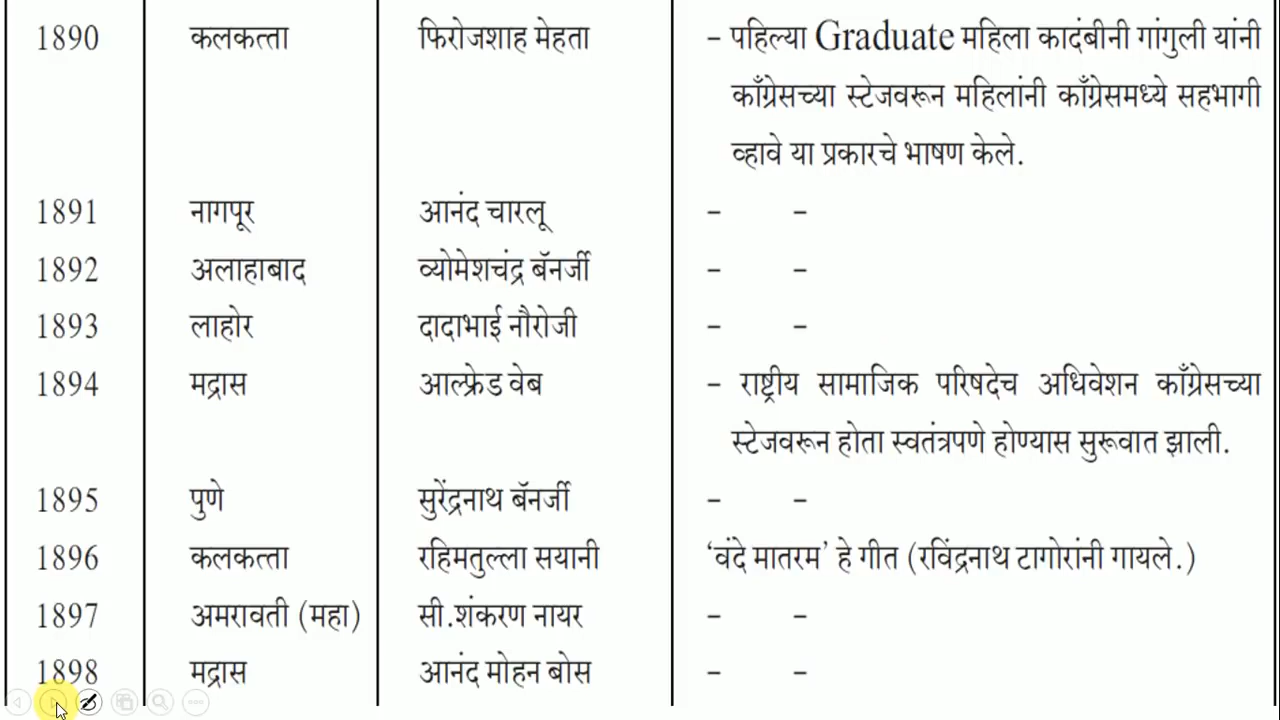 1890 कलकत्ता फिरोजशाह मेहता – पहिल्या Graduate महिला कादंबीनी गांगुली यांनी
काँग्रेसच्या स्टेजवरून महिलांनी काँग्रेसमध्ये सहभागी
व्हावे या प्रकारचे भाषण केले.
1891 नागपूर आनंद चारलू – –
1892 अलाहाबाद व्योमेशचंद्र बॅनर्जी – –
1893 लाहोर दादाभाई नौरोजी – –
1894 मद्रास आल्फ्रेड वेब – राष्ट्रीय सामाजिक परिषदेच अधिवेशन काँग्रेसच्या
स्टेजवरून होता स्वतंत्रपणे होण्यास सुरूवात झाली.
1895 पुणे सुरेंद्रनाथ बॅनर्जी – –
1896 कलकत्ता रहिमतुल्ला सयानी ‘वंदे मातरम’ हे गीत (रविंद्रनाथ टागोरांनी गायले.)
1897 अमरावती (महा) सी.शंकरण नायर – –
1898 मद्रास आनंद मोहन बोस – –